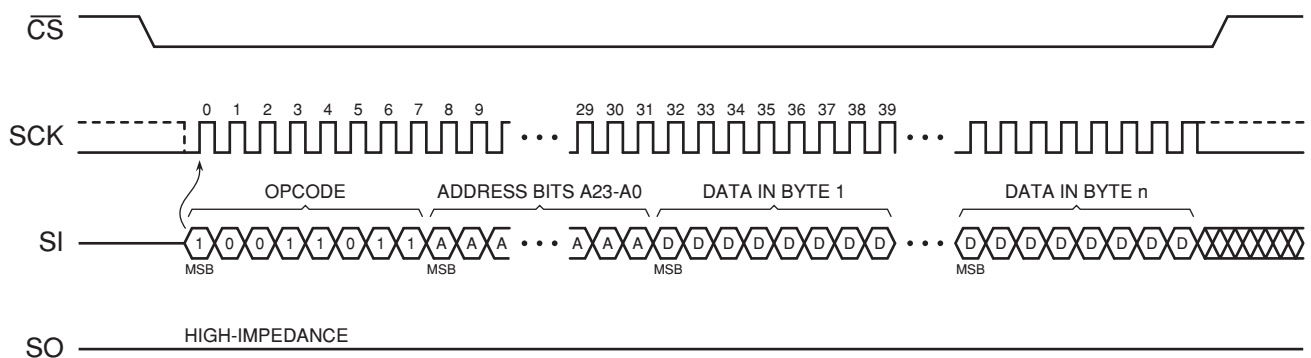 CS
0 1 2 3 4 5 6 7 8 9 29 30 31 32 33 34 35 36 37 38 39
SCK
OPCODE ADDRESS BITS A23-A0 DATA IN BYTE 1 DATA IN BYTE n
SI 1 0 0 1 1 0 1 1 A A A A A A D D D D D D D D D D D D D D D D
MSB MSB MSB MSB
HIGH-IMPEDANCE
SO